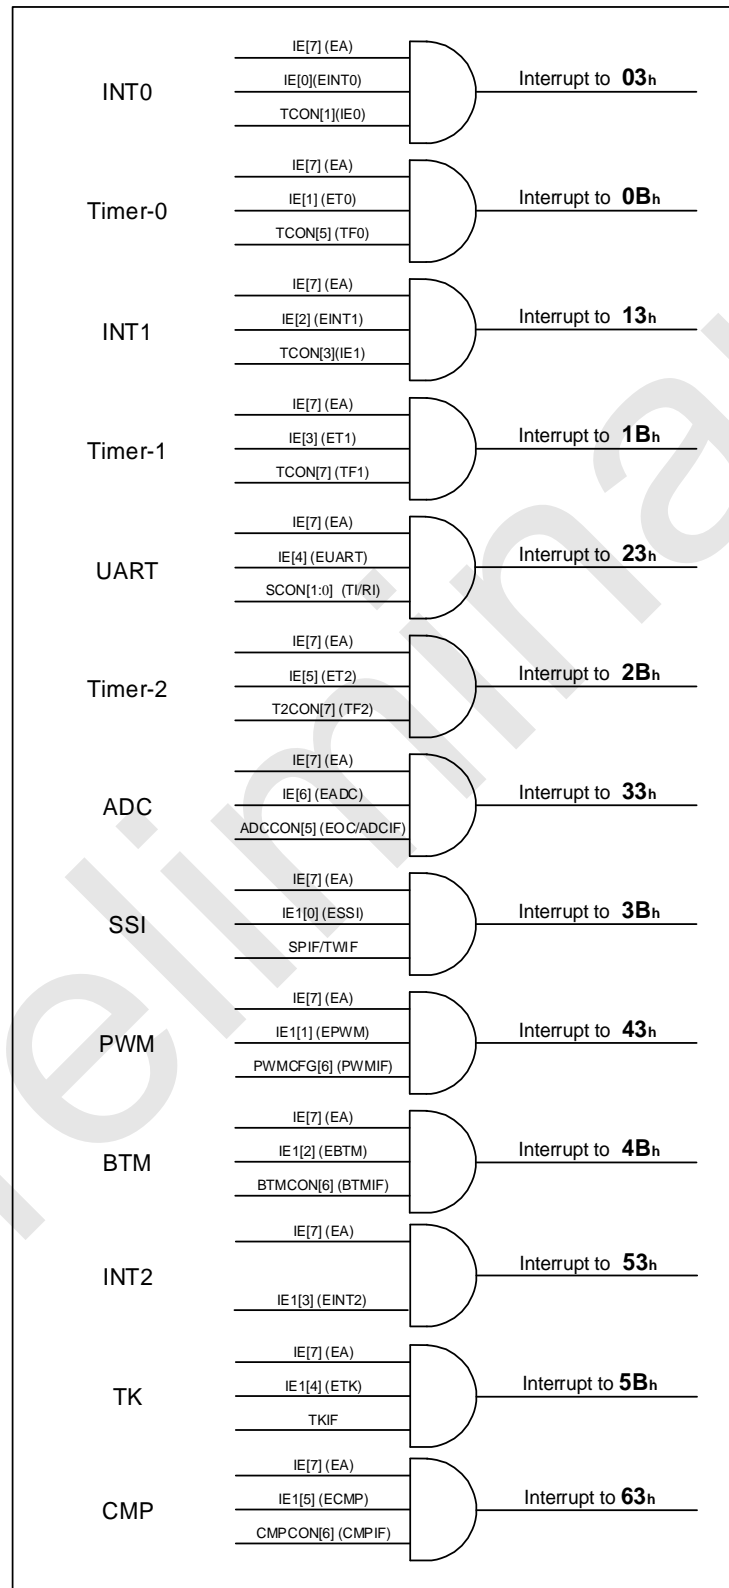 IE[7] (EA)
INT0 IE[0](EINT0) Interrupt to 03h
TCON[1](IE0)
IE[7] (EA)
Timer-0 IE[1] (ET0) Interrupt to 0Bh
TCON[5] (TF0)
IE[7] (EA)
INT1 IE[2] (EINT1) Interrupt to 13h
TCON[3](IE1)
IE[7] (EA)
Timer-1 IE[3] (ET1) Interrupt to 1Bh
TCON[7] (TF1)
IE[7] (EA)
UART IE[4] (EUART) Interrupt to 23h
SCON[1:0] (TI/RI)
IE[7] (EA)
Timer-2 IE[5] (ET2) Interrupt to 2Bh
T2CON[7] (TF2)
IE[7] (EA)
ADC IE[6] (EADC) Interrupt to 33h
ADCCON[5] (EOC/ADCIF)
IE[7] (EA)
SSI IE1[0] (ESSI) Interrupt to 3Bh
SPIF/TWIF
IE[7] (EA)
PWM IE1[1] (EPWM) Interrupt to 43h
PWMCFG[6] (PWMIF)
IE[7] (EA)
BTM IE1[2] (EBTM) Interrupt to 4Bh
BTMCON[6] (BTMIF)
IE[7] (EA)
INT2 Interrupt to 53h
IE1[3] (EINT2)
IE[7] (EA)
TK IE1[4] (ETK) Interrupt to 5Bh
TKIF
IE[7] (EA)
CMP IE1[5] (ECMP) Interrupt to 63h
CMPCON[6] (CMPIF)